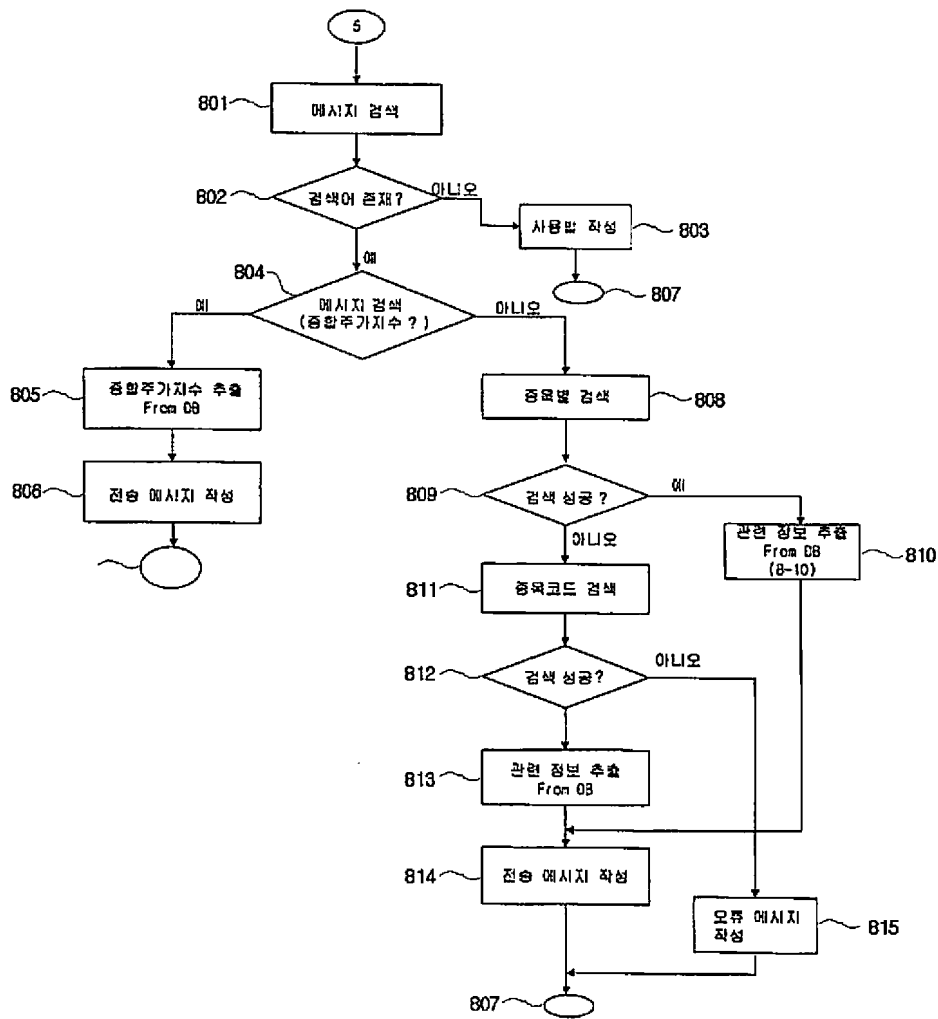 5
801
메시지 검색
802
검색어 존재?
아니오
사용법 작성
803
예
807
804
메시지 검색
(종합주가지수 ? )
예
아니오
805
종합주가지수 추출
From DB
종목별 검색
808
806
전송 메시지 작성
809
검색 성공 ?
예
아니오
관련 정보 추출
From DB
(8-10)
810
811
종목코드 검색
812
검색 성공?
아니오
813
관련 정보 추출
From DB
814
전송 메시지 작성
오류 메시지
작성
815
807